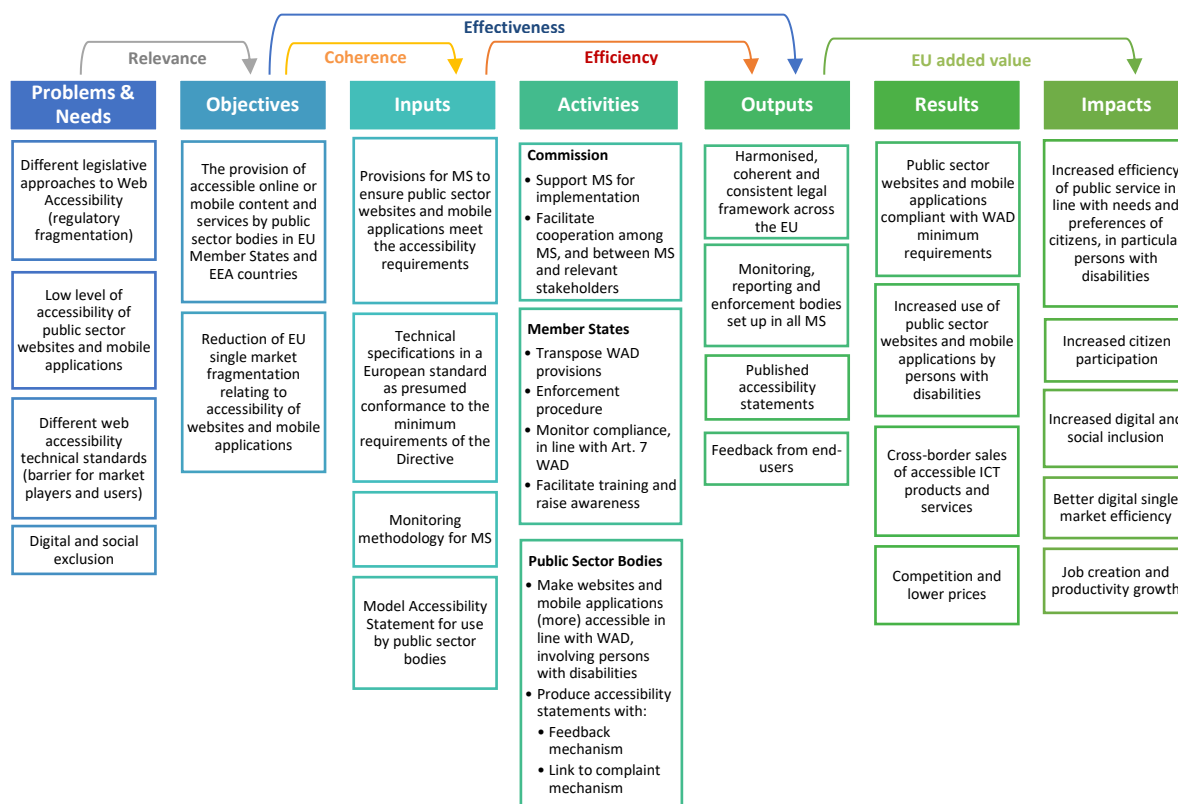 Effectiveness
Relevance
Coherence
Efficiency
EU added value
Problems &
Needs
Different legislative
approaches to Web
Accessibility
(regulatory
fragmentation)
Low level of
accessibility of
public sector
websites and mobile
applications
Different web
accessibility
technical standards
(barrier for market
players and users)
Digital and social
exclusion
Objectives
The provision of
accessible online or
mobile content and
services by public
sector bodies in EU
Member States and
EEA countries
Reduction of EU
single market
fragmentation
relating to
accessibility of
websites and mobile
applications
Inputs
Provisions for MS to
ensure public sector
websites and mobile
applications meet
the accessibility
requirements
Technical
specifications in a
European standard
as presumed
conformance to the
minimum
requirements of the
Directive
Monitoring
methodology for MS
Model Accessibility
Statement for use
by public sector
bodies
Activities
Commission
• Support MS for
implementation
• Facilitate
cooperation among
MS, and between MS
and relevant
stakeholders
Member States
• Transpose WAD
provisions
• Enforcement
procedure
• Monitor compliance,
in line with Art. 7
WAD
• Facilitate training and
raise awareness
Public Sector Bodies
• Make websites and
mobile applications
(more) accessible in
line with WAD,
involving persons
with disabilities
• Produce accessibility
statements with:
• Feedback
mechanism
• Link to complaint
mechanism
Outputs
Harmonised,
coherent and
consistent legal
framework across
the EU
Monitoring,
reporting and
enforcement bodies
set up in all MS
Published
accessibility
statements
Feedback from end-
users
Results
Public sector
websites and mobile
applications
compliant with WAD
minimum
requirements
Increased use of
public sector
websites and mobile
applications by
persons with
disabilities
Cross-border sales
of accessible ICT
products and
services
Competition and
lower prices
Impacts
Increased efficiency
of public service in
line with needs and
preferences of
citizens, in particular
persons with
disabilities
Increased citizen
participation
Increased digital and
social inclusion
Better digital single
market efficiency
Job creation and
productivity growth